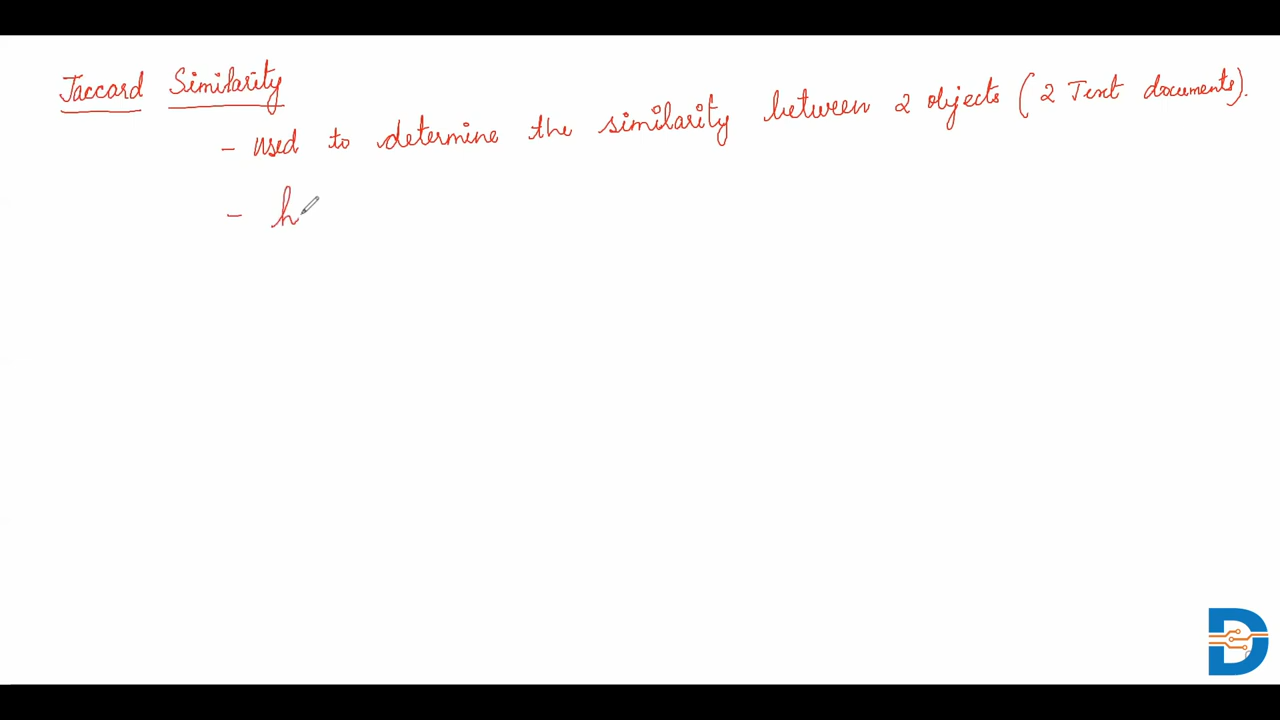 Jaccard Similarity
- used to determine the similarity between 2 objects (2 Text documents).
- h